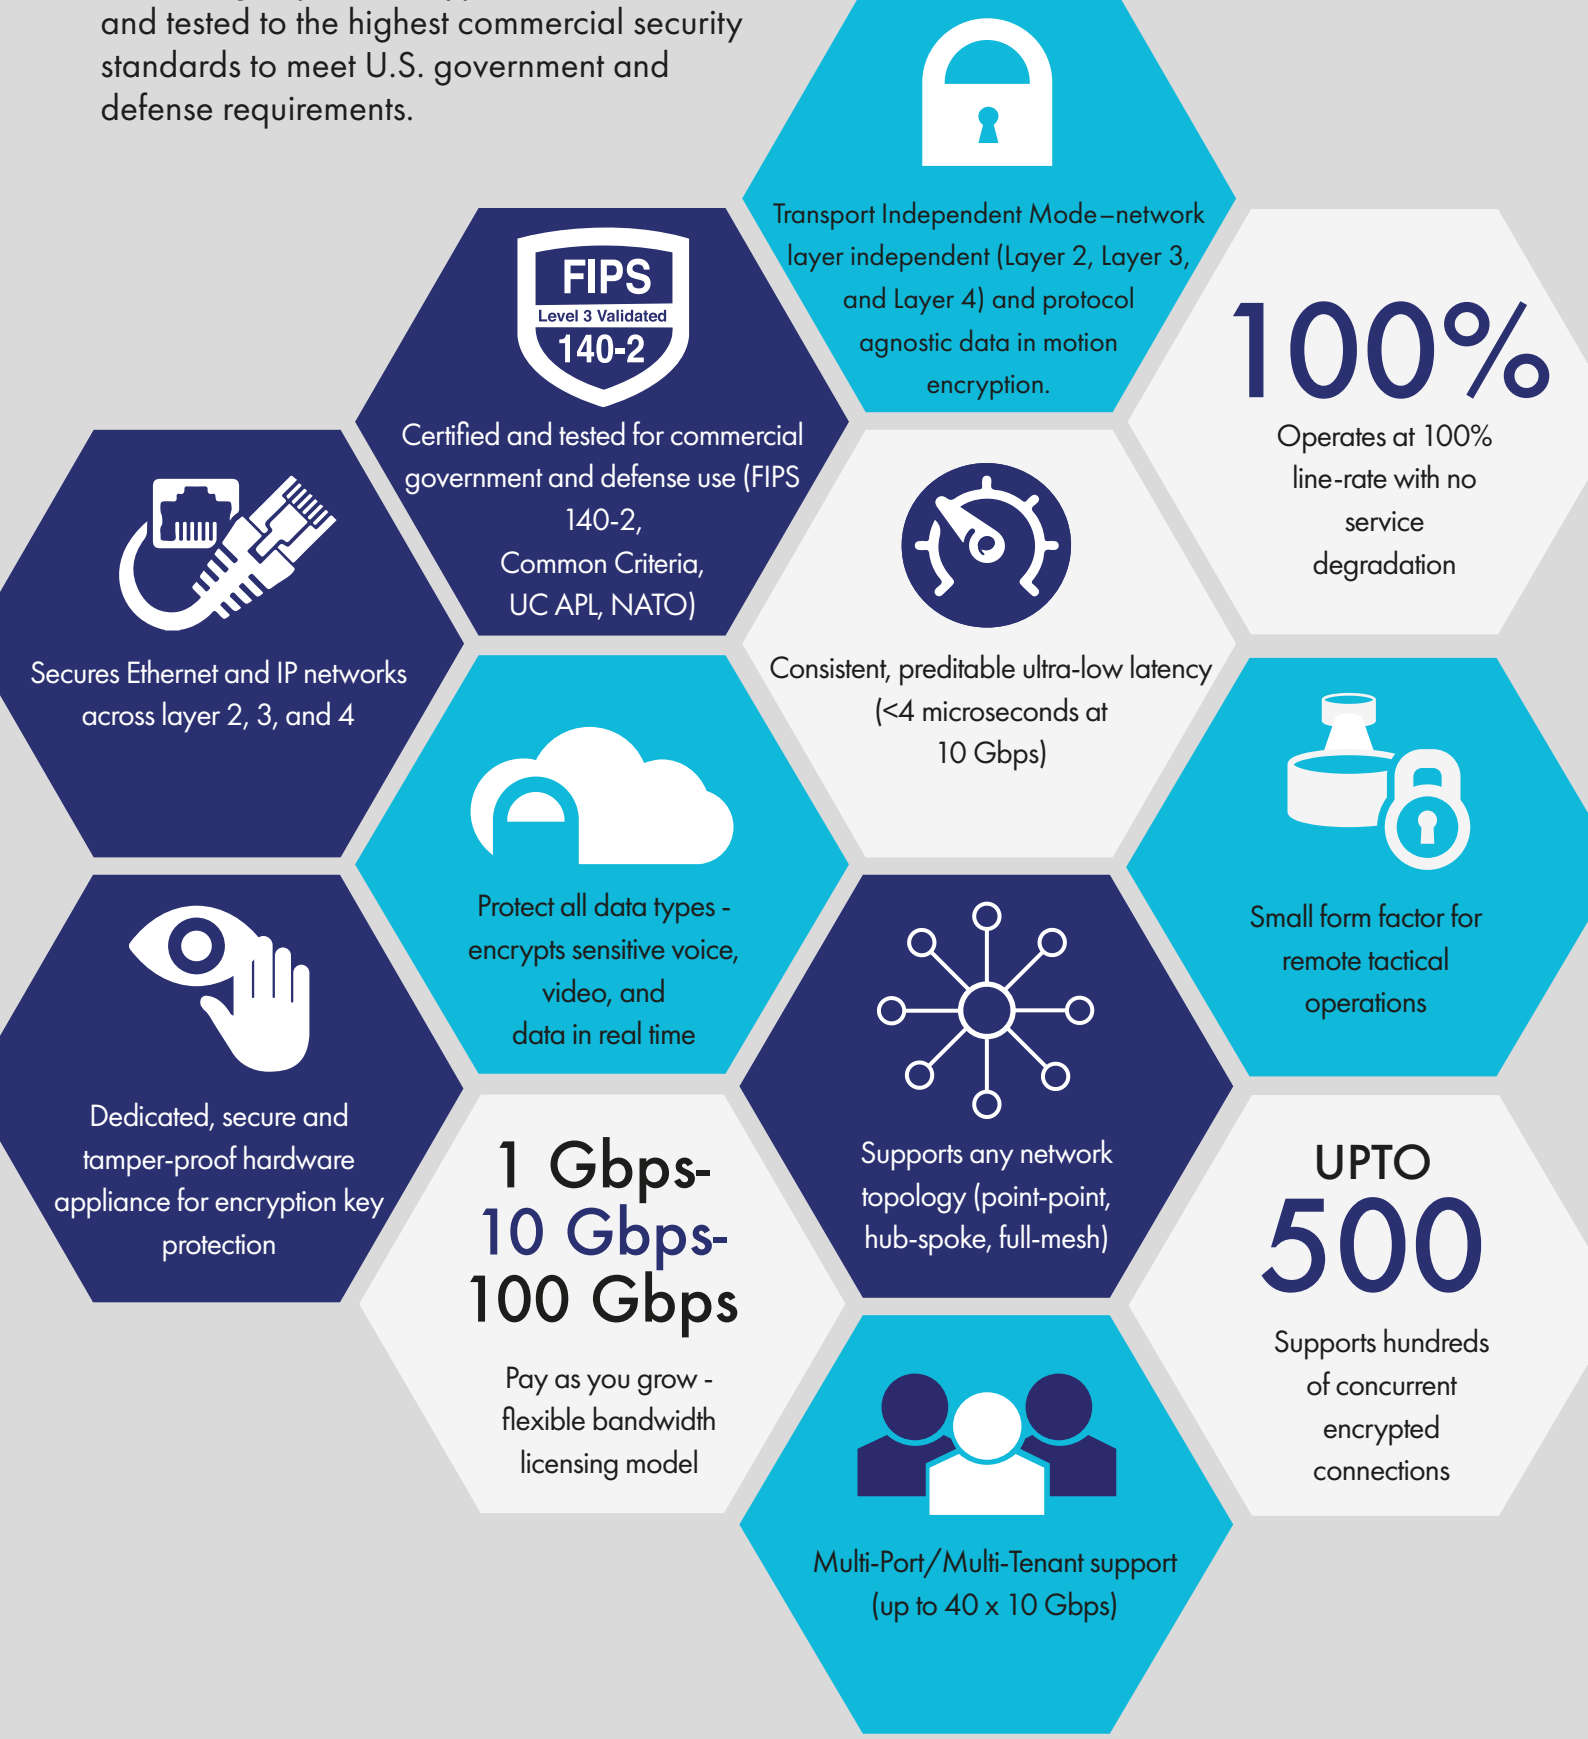 and tested to the highest commercial security
standards to meet U.S. government and
defense requirements.
Transport Independent Mode–network
layer independent (Layer 2, Layer 3,
and Layer 4) and protocol
agnostic data in motion
encryption.
FIPS
Level 3 Validated
140-2
Certified and tested for commercial
government and defense use (FIPS
140-2,
Common Criteria,
UC APL, NATO)
100%
Operates at 100%
line-rate with no
service
degradation
Secures Ethernet and IP networks
across layer 2, 3, and 4
Consistent, preditable ultra-low latency
(<4 microseconds at
10 Gbps)
Protect all data types -
encrypts sensitive voice,
video, and
data in real time
Small form factor for
remote tactical
operations
Dedicated, secure and
tamper-proof hardware
appliance for encryption key
protection
Supports any network
topology (point-point,
hub-spoke, full-mesh)
1 Gbps-
10 Gbps-
100 Gbps
Pay as you grow -
flexible bandwidth
licensing model
UPTO
500
Supports hundreds
of concurrent
encrypted
connections
Multi-Port/Multi-Tenant support
(up to 40 x 10 Gbps)